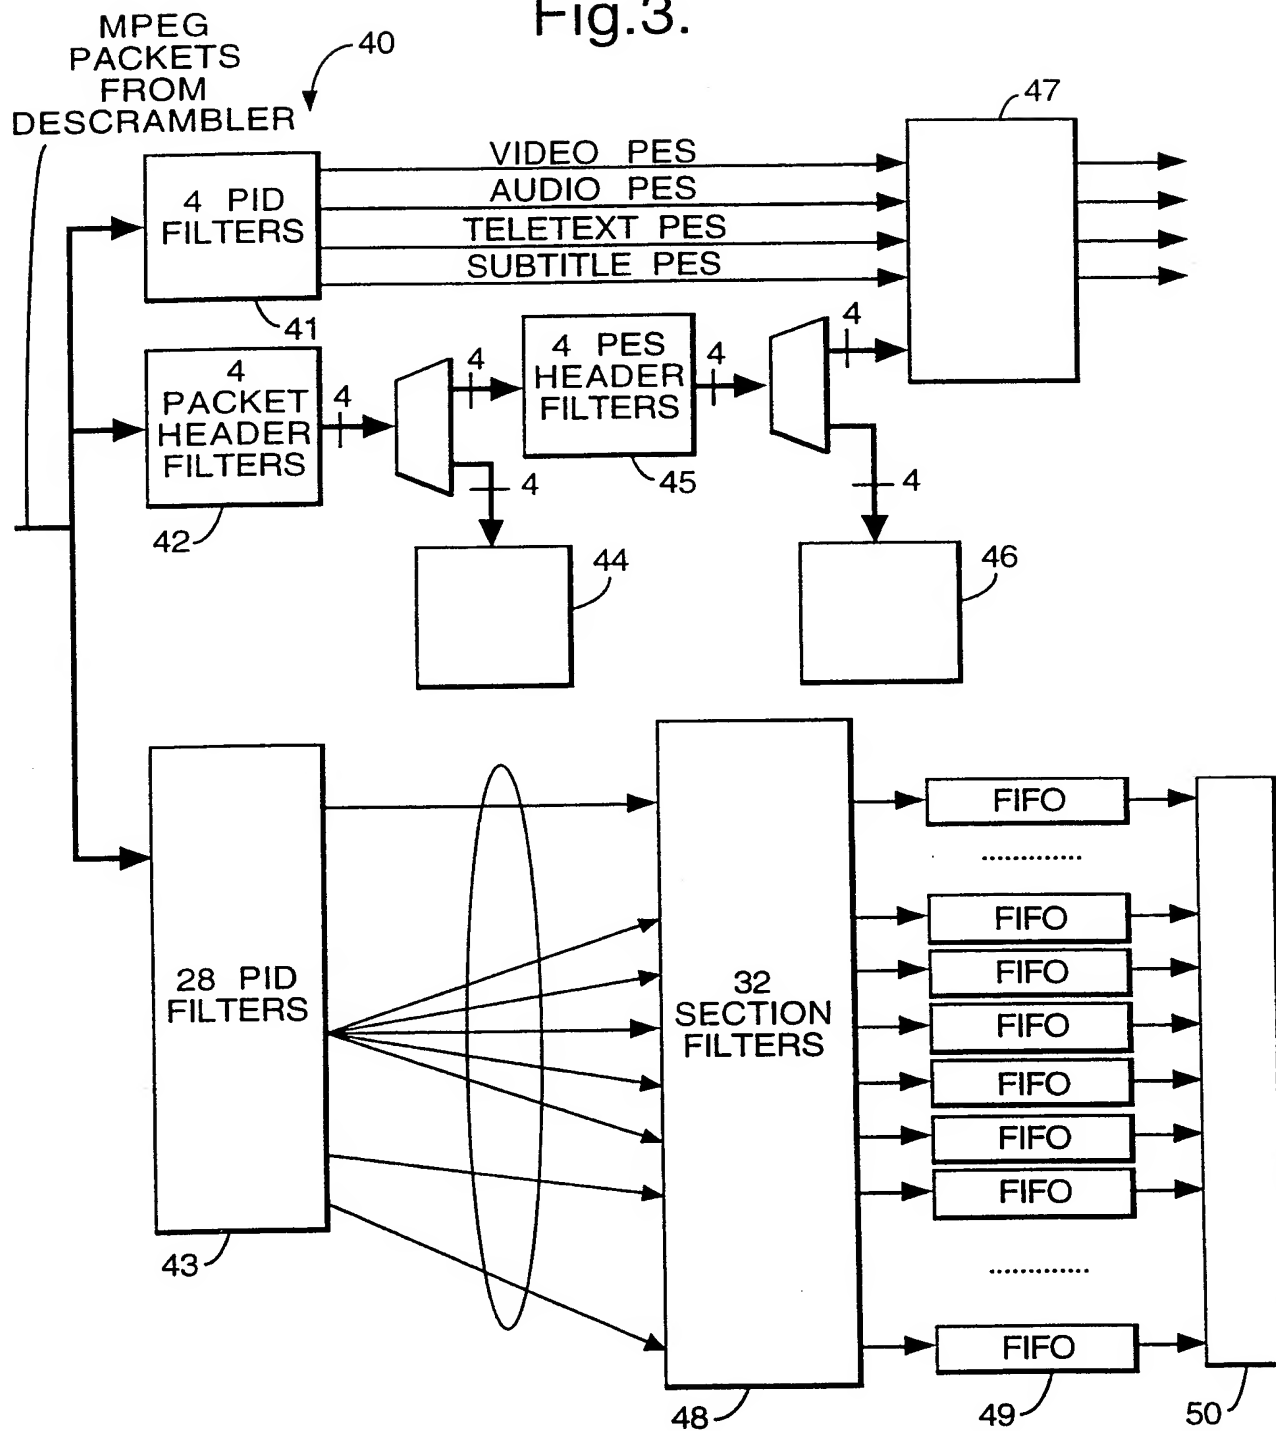 Fig.3.
MPEG
PACKETS
FROM
DESCRAMBLER
40
47
4 PID
FILTERS
VIDEO PES
AUDIO PES
TELETEXT PES
SUBTITLE PES
41
4
PACKET
HEADER
FILTERS
42
4
4
4
4 PES
HEADER
FILTERS
45
4
4
4
44
46
28 PID
FILTERS
43
32
SECTION
FILTERS
48
FIFO
............
FIFO
FIFO
FIFO
FIFO
FIFO
FIFO
............
FIFO
49
50